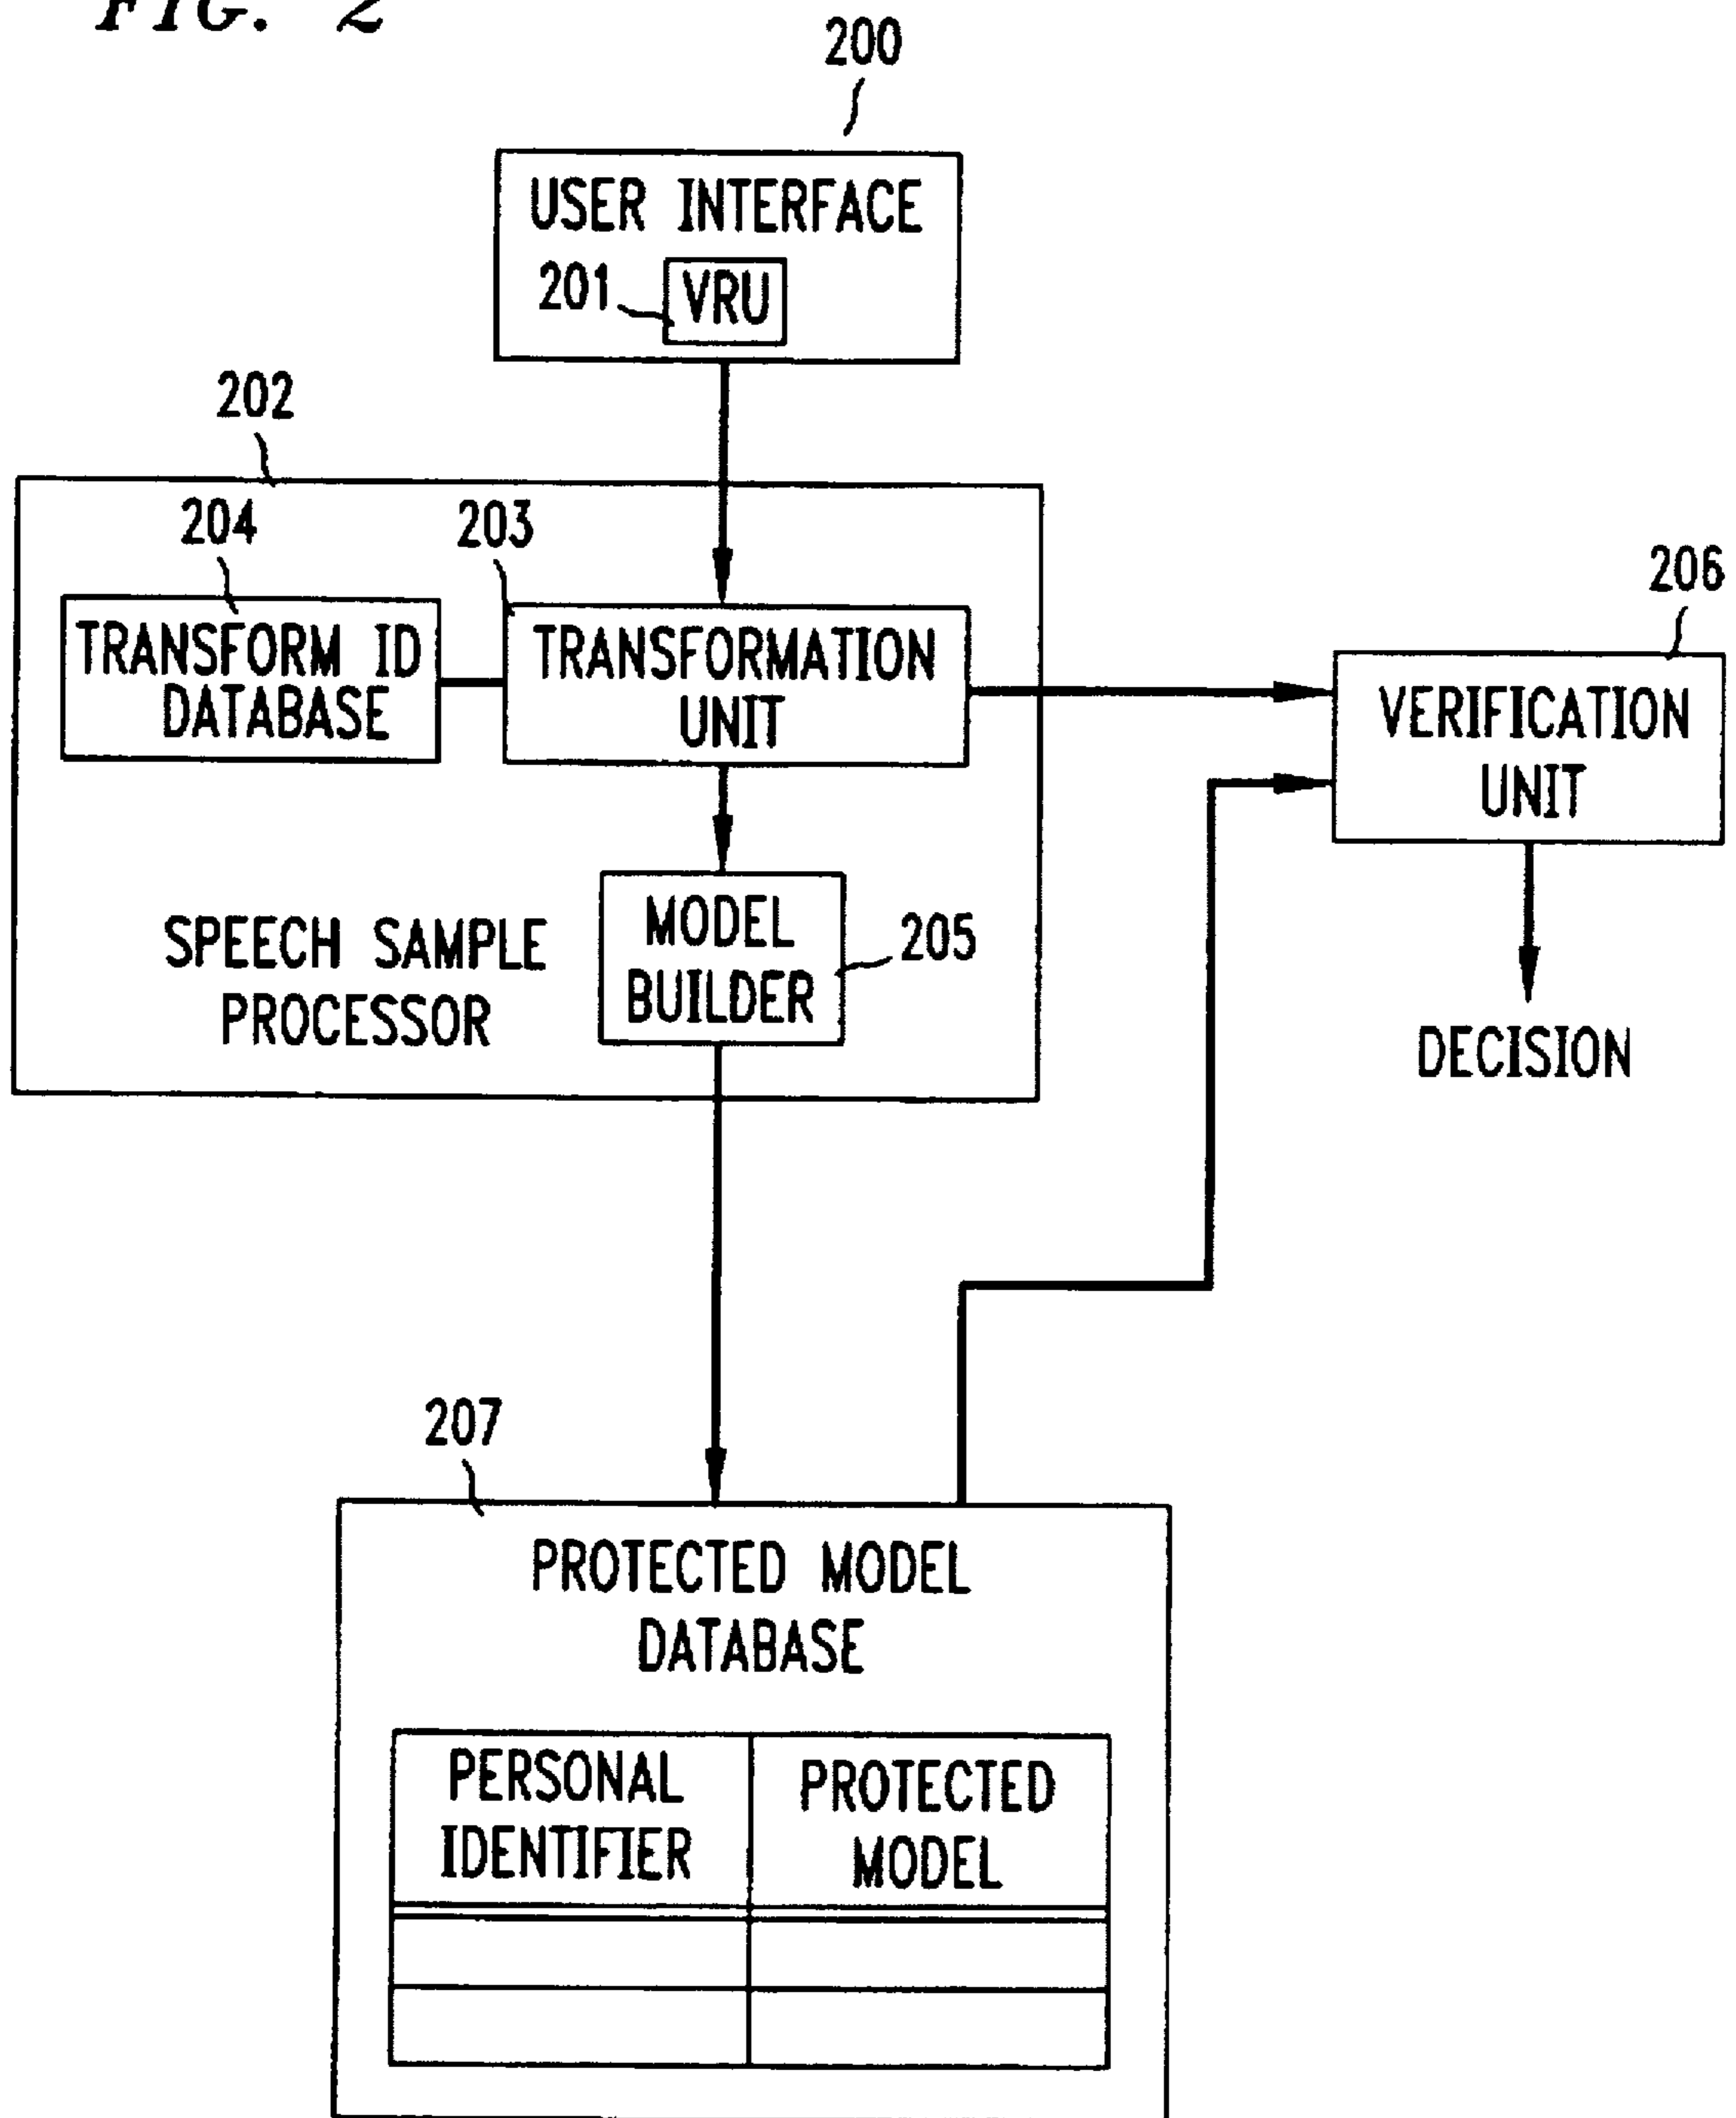 FIG. 2
200
USER INTERFACE
201
VRU
202
204
203
TRANSFORM ID
DATABASE
TRANSFORMATION
UNIT
206
VERIFICATION
UNIT
MODEL
BUILDER
205
SPEECH SAMPLE
PROCESSOR
DECISION
207
PROTECTED MODEL
DATABASE
PERSONAL
IDENTIFIER
PROTECTED
MODEL